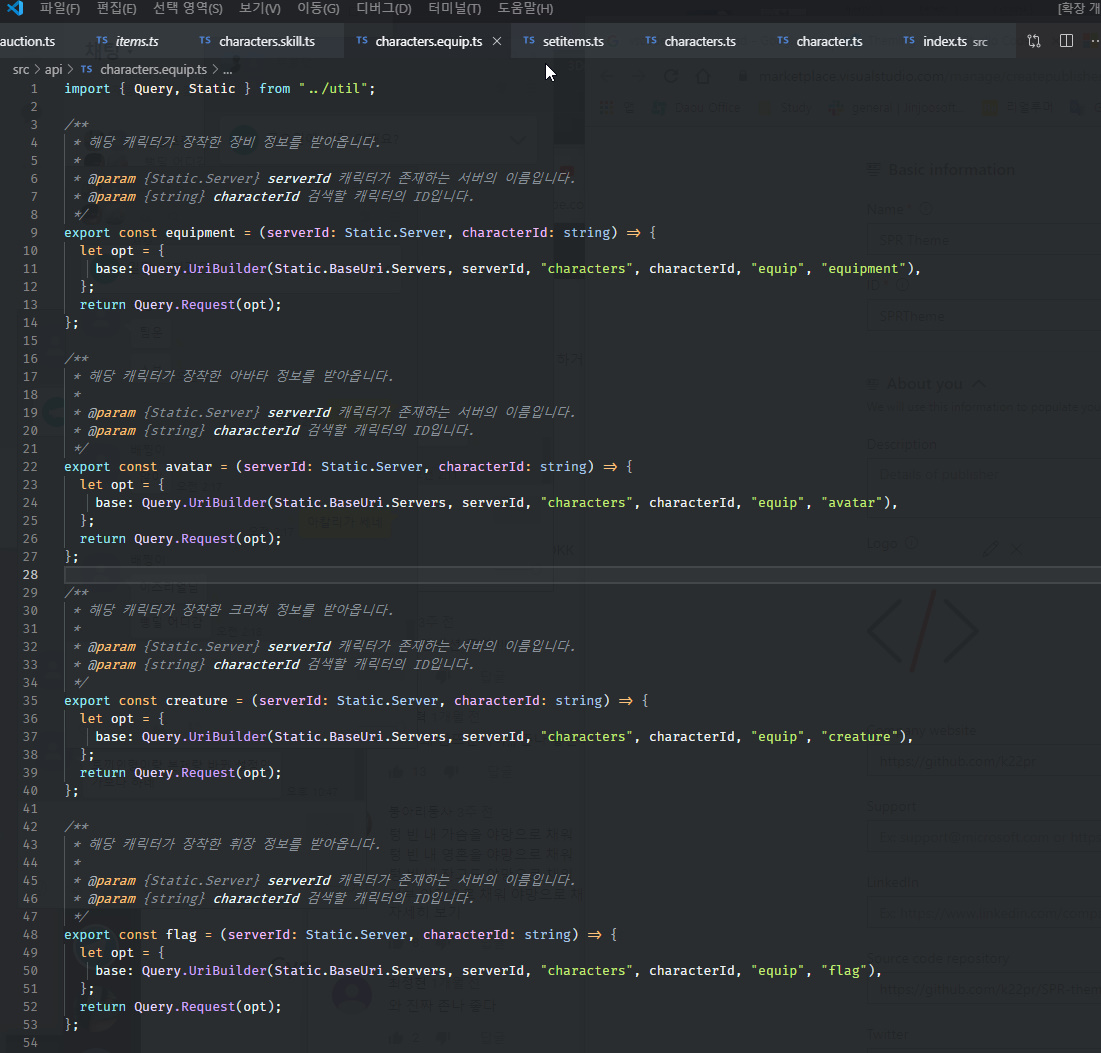 파일(F) 편집(E) 선택 영역(S) 보기(V) 이동(G) 디버그(D) 터미널(T) 도움말(H) [확장 개
auction.ts TS items.ts TS characters.skill.ts TS characters.equip.ts × TS setitems.ts TS characters.ts TS character.ts TS index.ts src
src > api > TS characters.equip.ts > ...
1 import { Query, Static } from "../util";
2
3 /**
4 * 해당 캐릭터가 장착한 장비 정보를 받아옵니다.
5 *
6 * @param {Static.Server} serverId 캐릭터가 존재하는 서버의 이름입니다.
7 * @param {string} characterId 검색할 캐릭터의 ID입니다.
8 */
9 export const equipment = (serverId: Static.Server, characterId: string) => {
10 let opt = {
11 base: Query.UriBuilder(Static.BaseUri.Servers, serverId, "characters", characterId, "equip", "equipment"),
12 };
13 return Query.Request(opt);
14 };
15
16 /**
17 * 해당 캐릭터가 장착한 아바타 정보를 받아옵니다.
18 *
19 * @param {Static.Server} serverId 캐릭터가 존재하는 서버의 이름입니다.
20 * @param {string} characterId 검색할 캐릭터의 ID입니다.
21 */
22 export const avatar = (serverId: Static.Server, characterId: string) => {
23 let opt = {
24 base: Query.UriBuilder(Static.BaseUri.Servers, serverId, "characters", characterId, "equip", "avatar"),
25 };
26 return Query.Request(opt);
27 };
28
29 /**
30 * 해당 캐릭터가 장착한 크리쳐 정보를 받아옵니다.
31 *
32 * @param {Static.Server} serverId 캐릭터가 존재하는 서버의 이름입니다.
33 * @param {string} characterId 검색할 캐릭터의 ID입니다.
34 */
35 export const creature = (serverId: Static.Server, characterId: string) => {
36 let opt = {
37 base: Query.UriBuilder(Static.BaseUri.Servers, serverId, "characters", characterId, "equip", "creature"),
38 };
39 return Query.Request(opt);
40 };
41
42 /**
43 * 해당 캐릭터가 장착한 휘장 정보를 받아옵니다.
44 *
45 * @param {Static.Server} serverId 캐릭터가 존재하는 서버의 이름입니다.
46 * @param {string} characterId 검색할 캐릭터의 ID입니다.
47 */
48 export const flag = (serverId: Static.Server, characterId: string) => {
49 let opt = {
50 base: Query.UriBuilder(Static.BaseUri.Servers, serverId, "characters", characterId, "equip", "flag"),
51 };
52 return Query.Request(opt);
53 };
54
Basic information
Name *
SPR Theme
SPRTheme
About you
Description
Logo
https://github.com/k22pr
Support
LinkedIn
Source code repository
Twitter